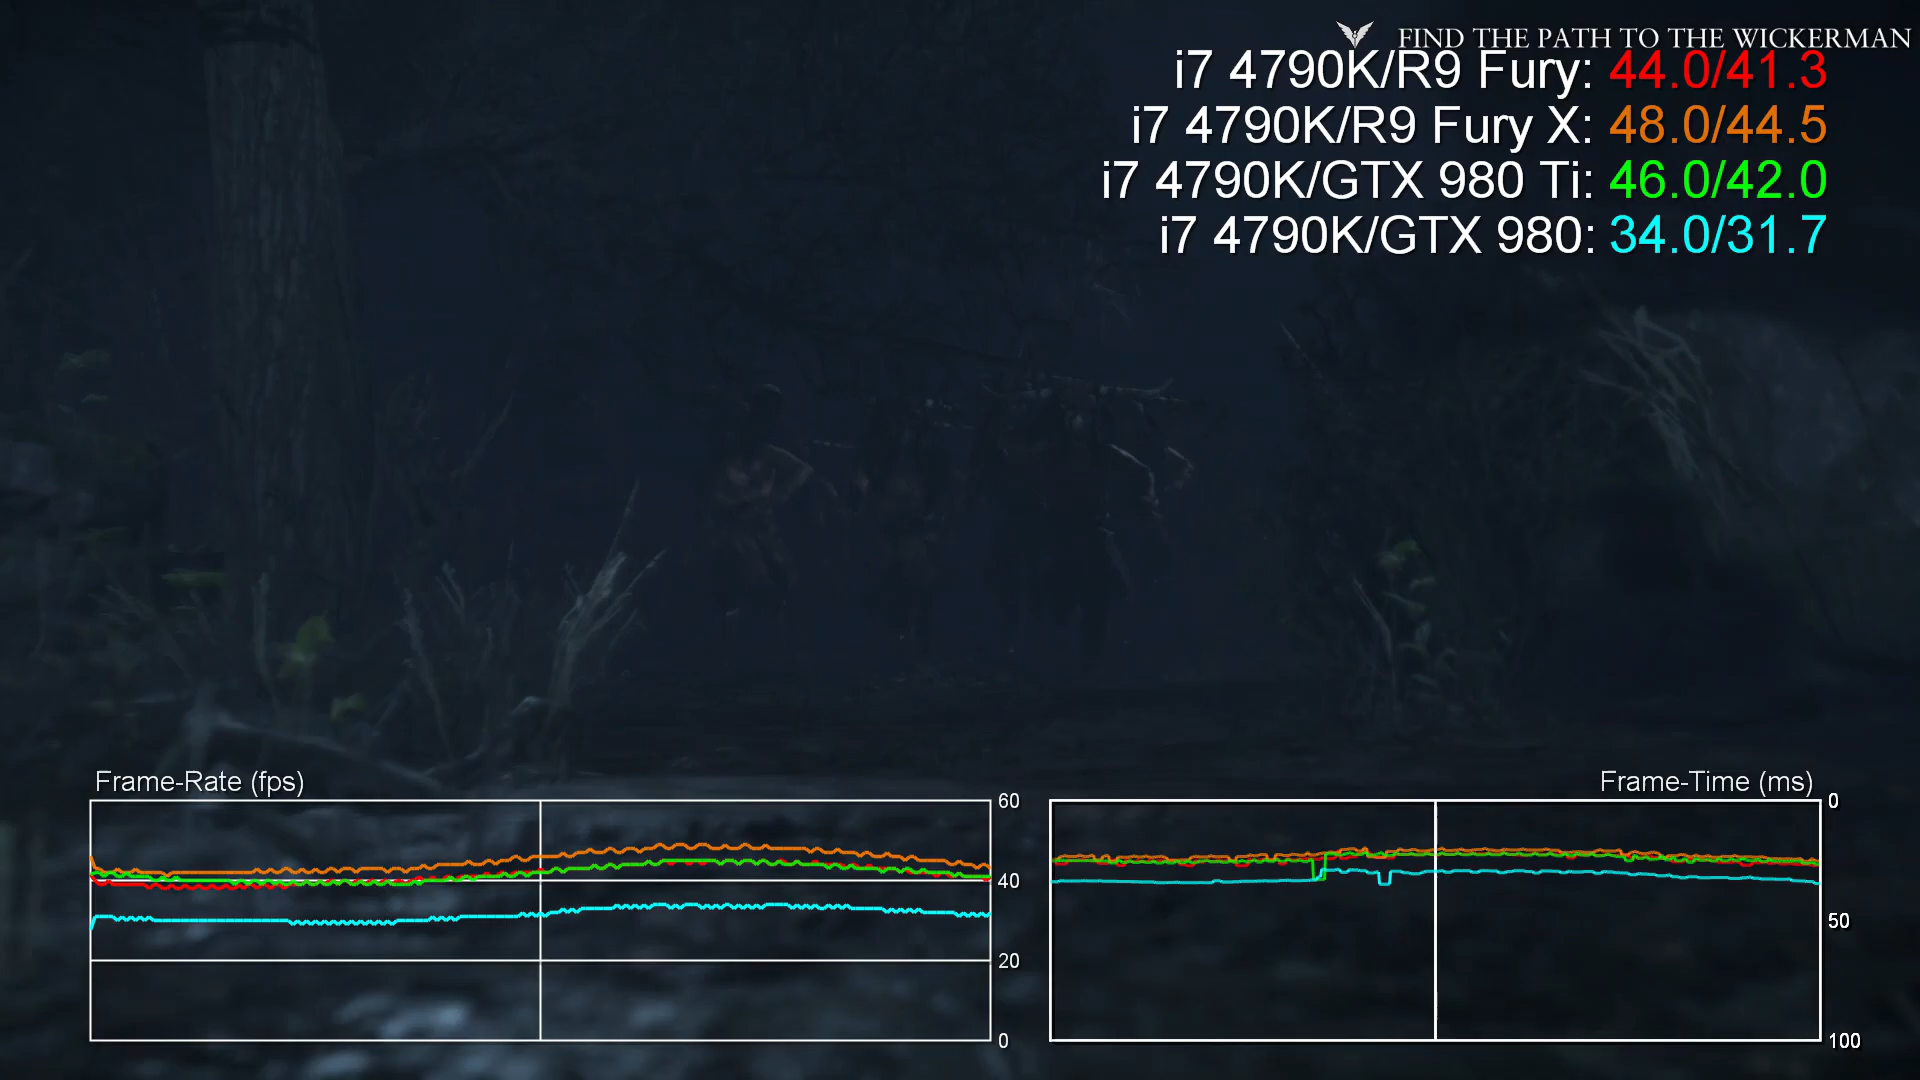 FIND THE PATH TO THE WICKERMAN
i7 4790K/R9 Fury: 44.0/41.3
i7 4790K/R9 Fury X: 48.0/44.5
i7 4790K/GTX 980 Ti: 46.0/42.0
i7 4790K/GTX 980: 34.0/31.7
Frame-Rate (fps)
60
40
20
0
Frame-Time (ms)
0
50
100